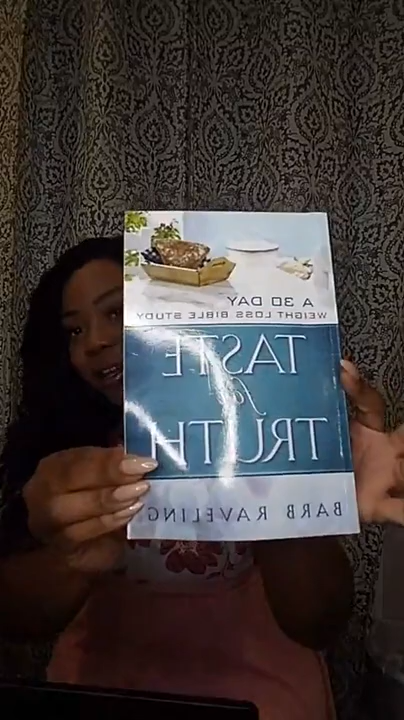 A 30 DAY
WEIGHT LOSS BIBLE STUDY
TASTE
for
TRUTH
BARB RAVELING